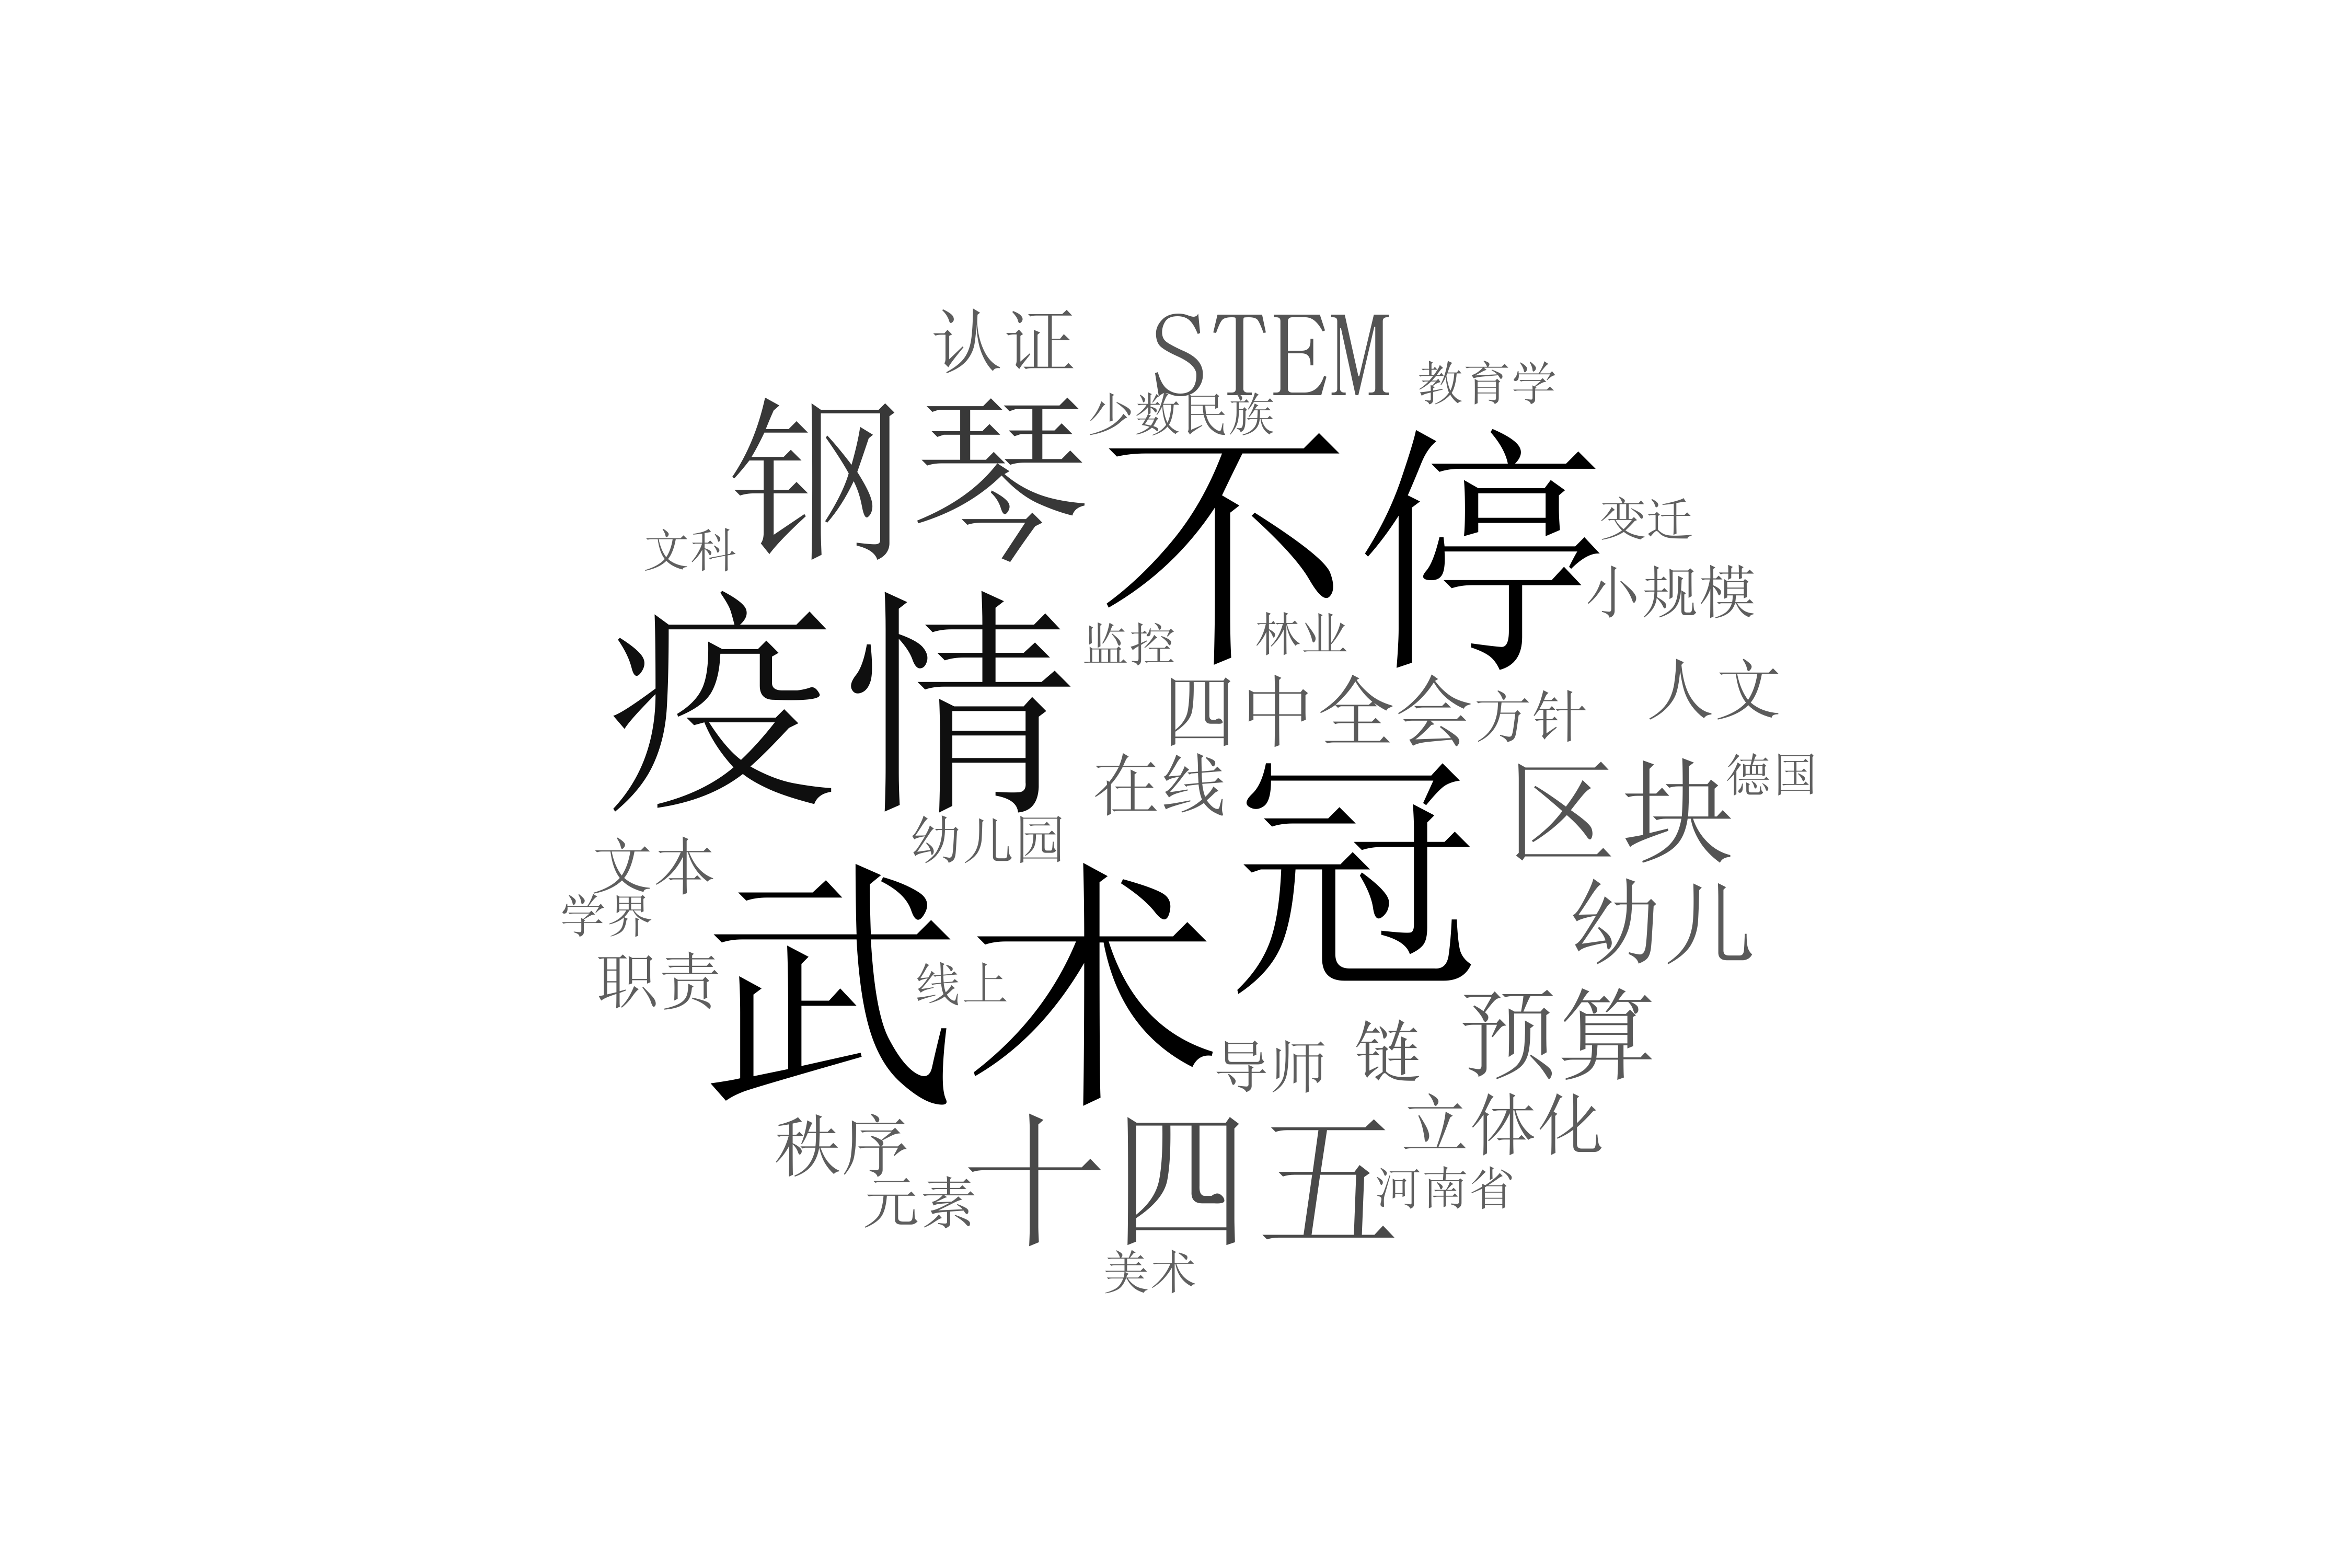 认证
STEM
教育学
少数民族
钢琴
不停
变迁
文科
小规模
疫情
监控
林业
四中全会
方针
人文
在线
冠
区块
德国
幼儿园
文本
学界
武术
幼儿
职责
线上
预算
导师
链
立体化
秩序
十四五
河南省
元素
美术